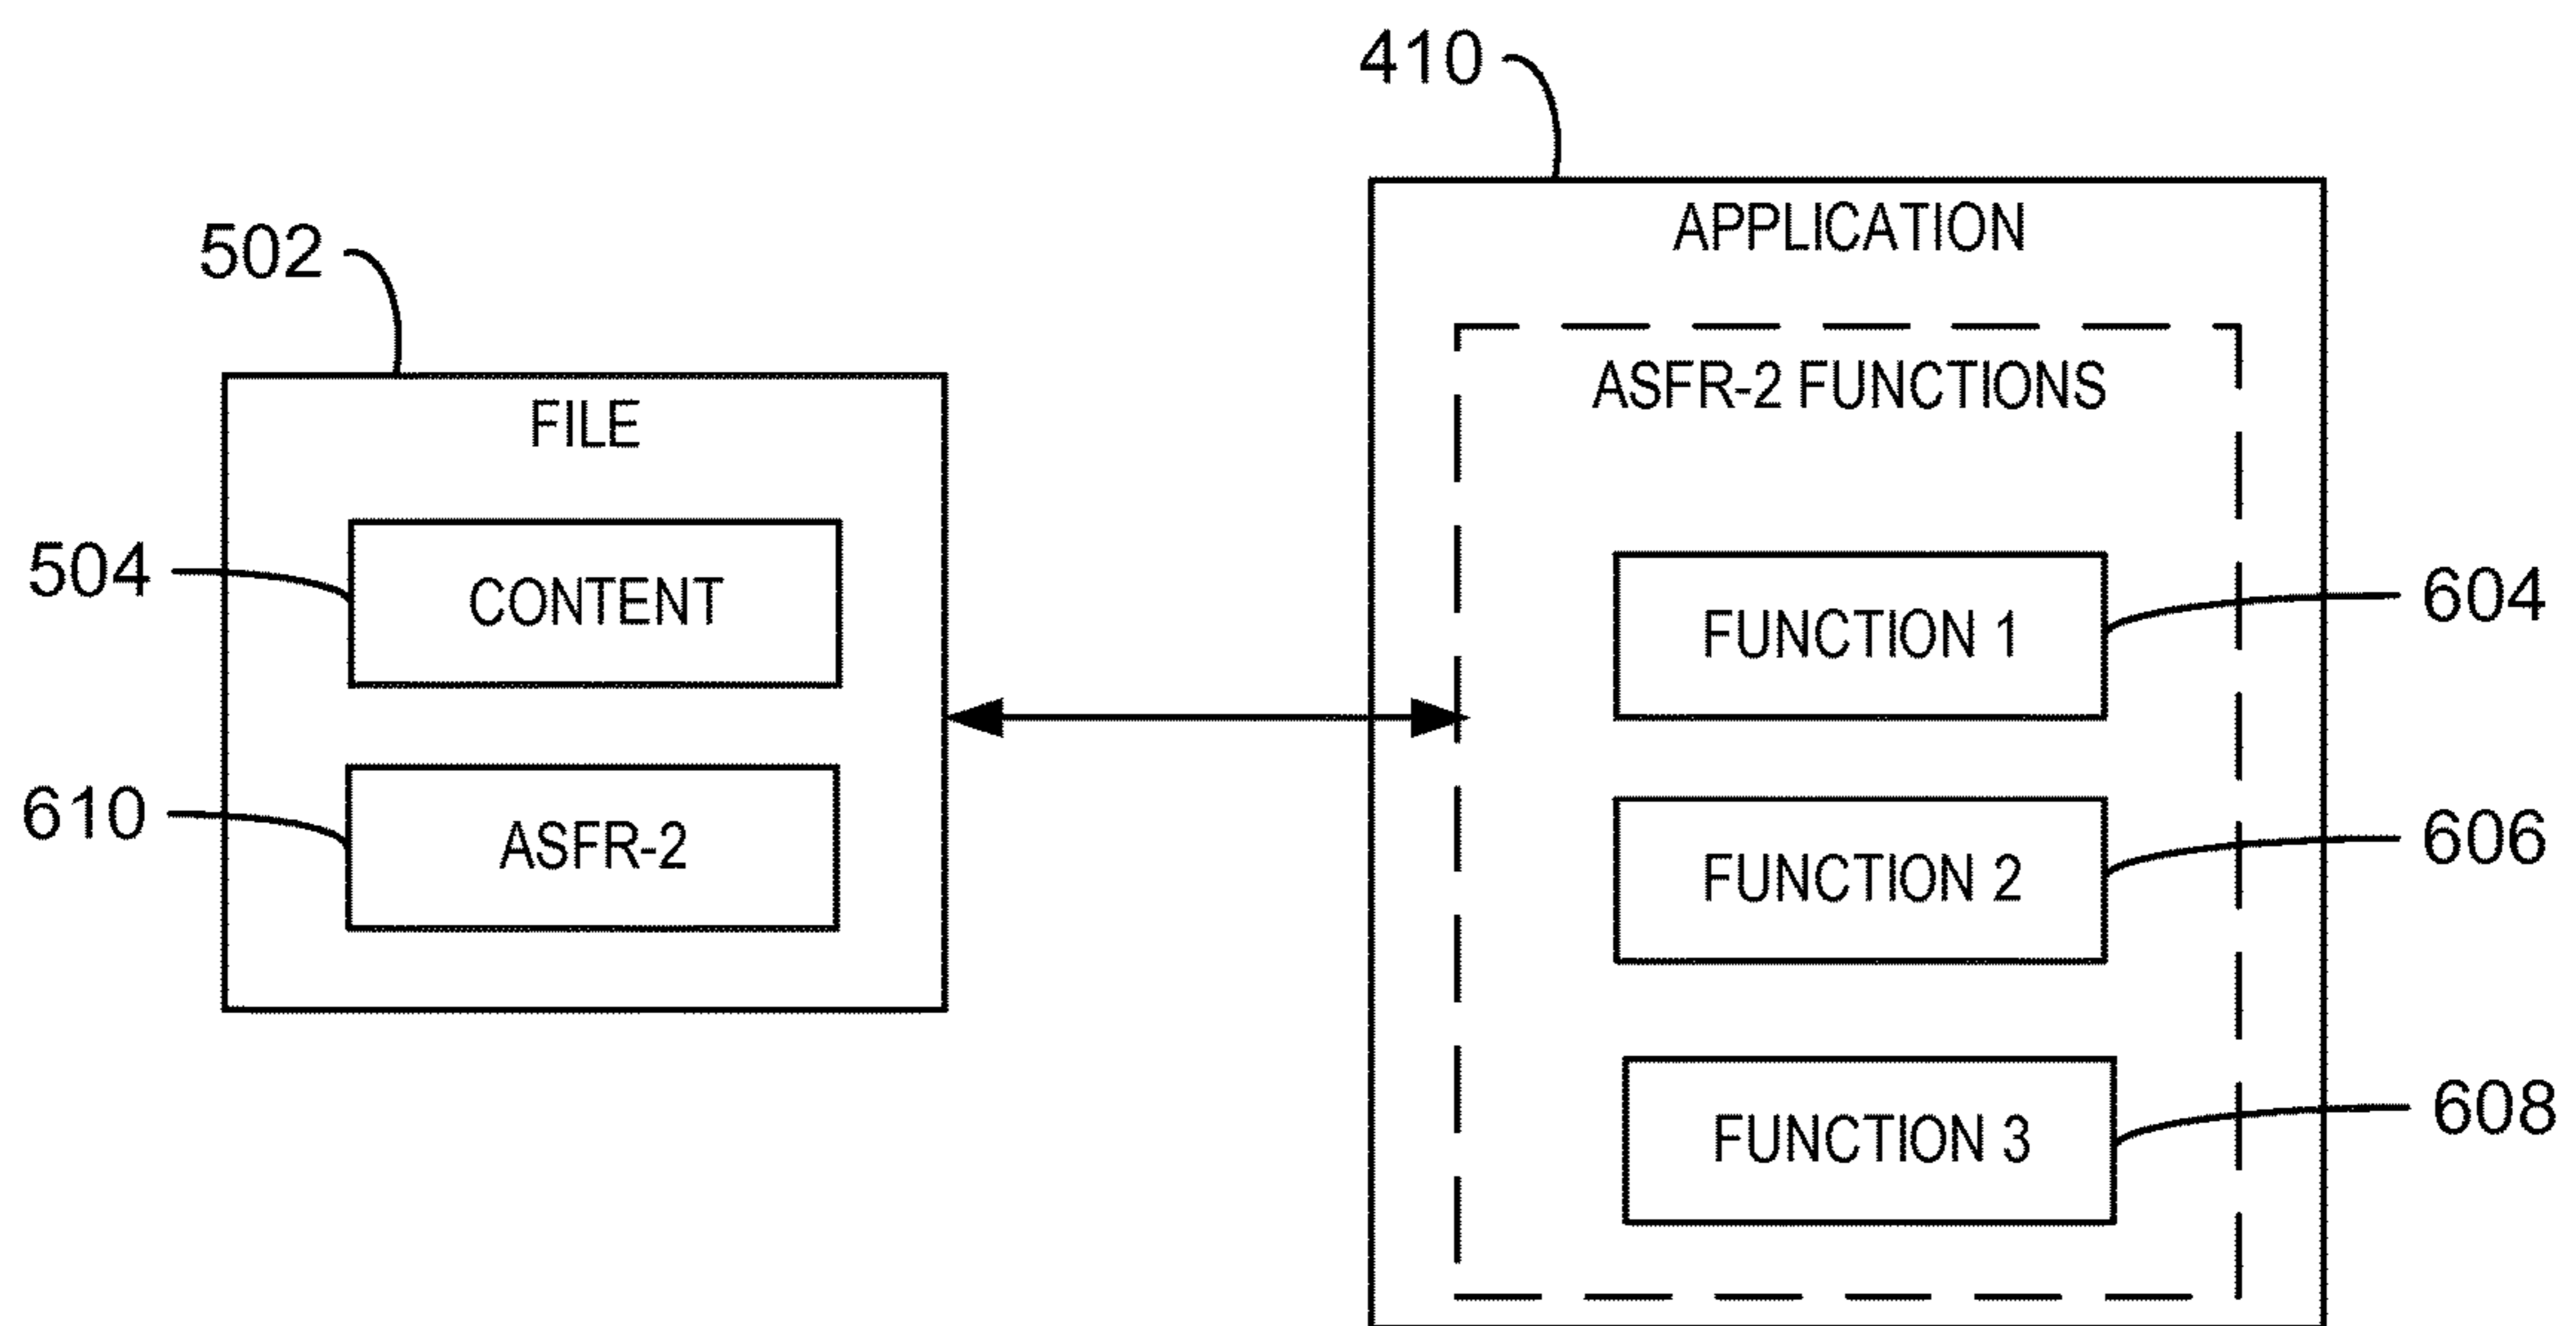 410
APPLICATION
502
ASFR-2 FUNCTIONS
FILE
504
CONTENT
FUNCTION 1
604
610
ASFR-2
FUNCTION 2
606
FUNCTION 3
608